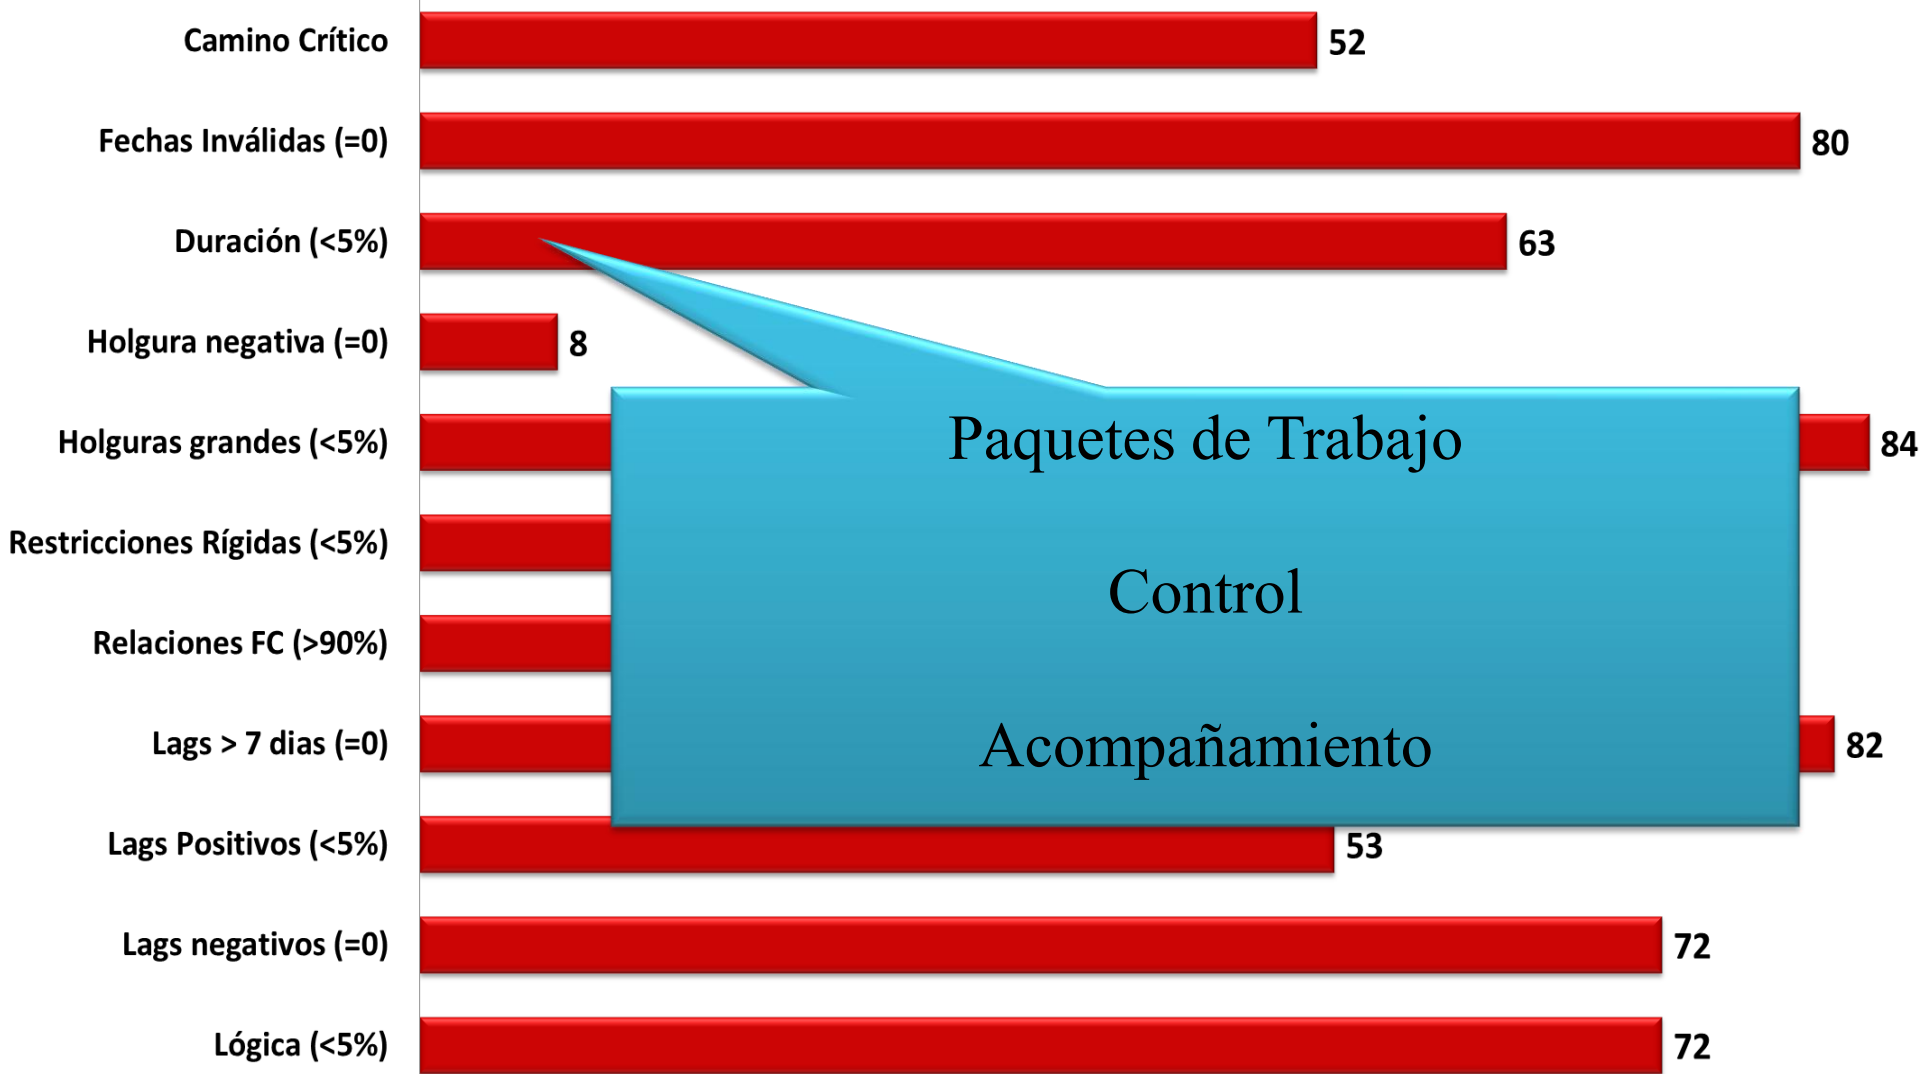 Camino Crítico 52
Fechas Inválidas (=0) 80
Duración (<5%) 63
Holgura negativa (=0) 8
Holguras grandes (<5%) 84
Restricciones Rígidas (<5%)
Relaciones FC (>90%)
Lags > 7 dias (=0) 82
Lags Positivos (<5%) 53
Lags negativos (=0) 72
Lógica (<5%) 72
Paquetes de Trabajo
Control
Acompañamiento